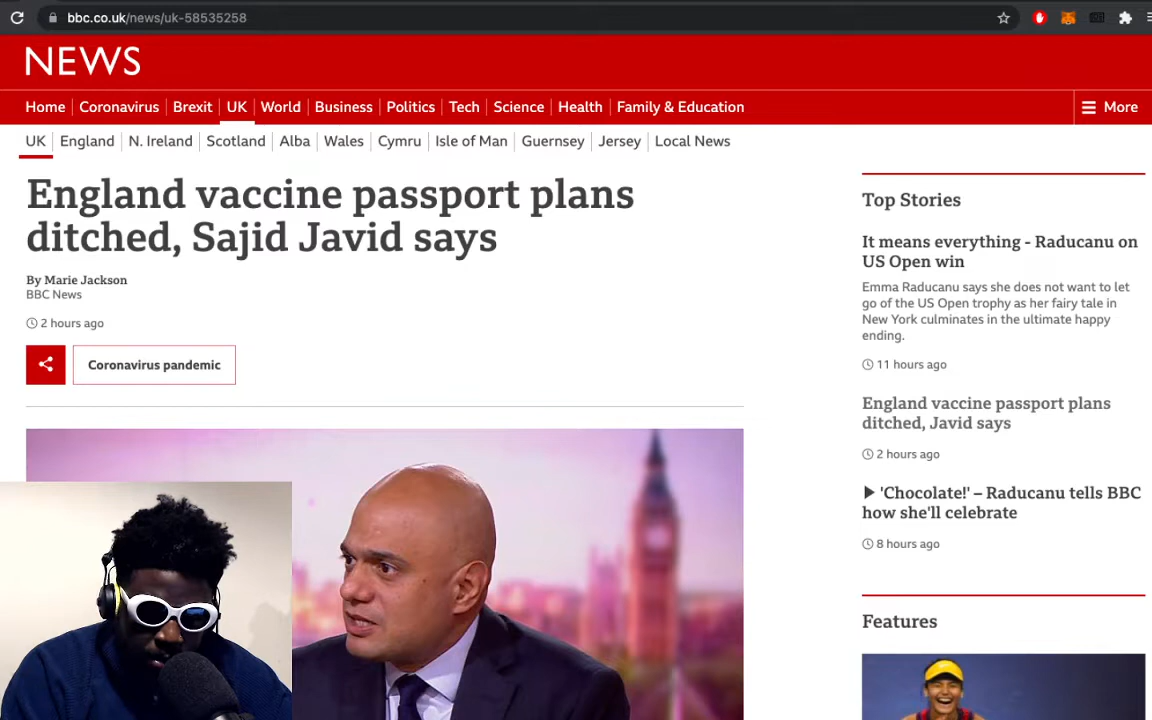 bbc.co.uk/news/uk-58535258
NEWS
Home Coronavirus Brexit UK World Business Politics Tech Science Health Family & Education More
UK England N. Ireland Scotland Alba Wales Cymru Isle of Man Guernsey Jersey Local News
England vaccine passport plans
ditched, Sajid Javid says
By Marie Jackson
BBC News
2 hours ago
Coronavirus pandemic
Top Stories
It means everything - Raducanu on
US Open win
Emma Raducanu says she does not want to let
go of the US Open trophy as her fairy tale in
New York culminates in the ultimate happy
ending.
11 hours ago
England vaccine passport plans
ditched, Javid says
2 hours ago
'Chocolate!' – Raducanu tells BBC
how she'll celebrate
8 hours ago
Features